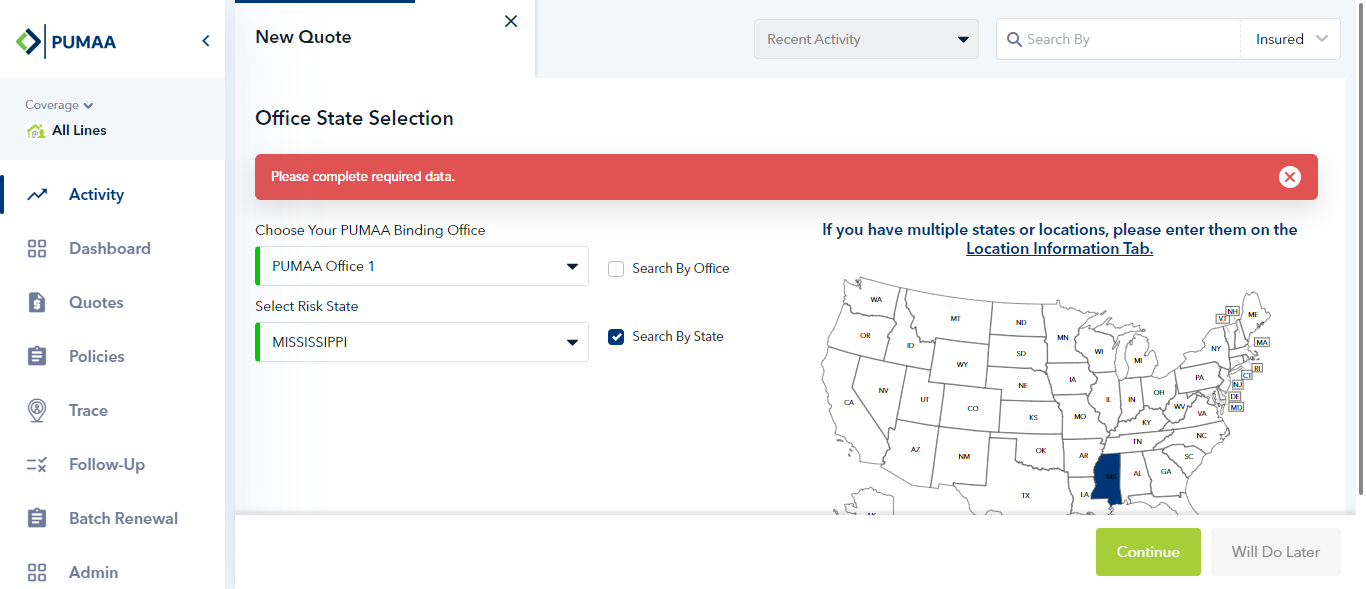 PUMAA
New Quote
Recent Activity
Search By
Insured
Coverage
All Lines
Activity
Dashboard
Quotes
Policies
Trace
Follow-Up
Batch Renewal
Admin
Office State Selection
Please complete required data.
Choose Your PUMAA Binding Office
PUMAA Office 1
Search By Office
Select Risk State
MISSISSIPPI
Search By State
If you have multiple states or locations, please enter them on the
Location Information Tab.
WA
MT
ND
MN
OR
ID
SD
WI
MI
WY
NE
IA
NV
UT
CO
KS
MO
IL
IN
OH
PA
NY
VT
NH
ME
MA
RI
CT
NJ
DE
MD
CA
WV
VA
KY
AZ
NM
OK
AR
TN
NC
SC
MS
AL
GA
TX
LA
Continue
Will Do Later